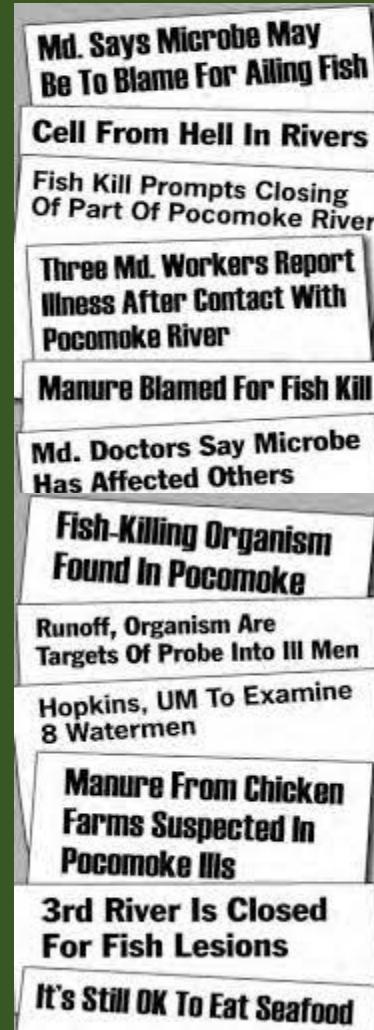 Md. Says Microbe May
Be To Blame For Ailing Fish
Cell From Hell In Rivers
Fish Kill Prompts Closing
Of Part Of Pocomoke River
Three Md. Workers Report
Illness After Contact With
Pocomoke River
Manure Blamed For Fish Kill
Md. Doctors Say Microbe
Has Affected Others
Fish-Killing Organism
Found In Pocomoke
Runoff, Organism Are
Targets Of Probe Into Ill Men
Hopkins, UM To Examine
8 Watermen
Manure From Chicken
Farms Suspected In
Pocomoke Ills
3rd River Is Closed
For Fish Lesions
It's Still OK To Eat Seafood